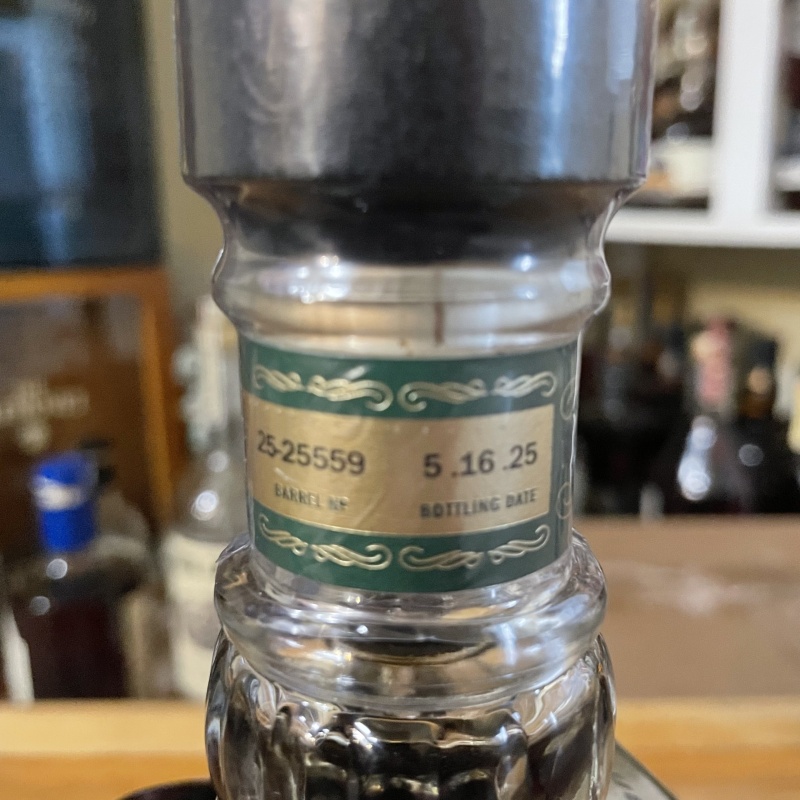 25-25559 5.16.25
BARREL Nº BOTTLING DATE